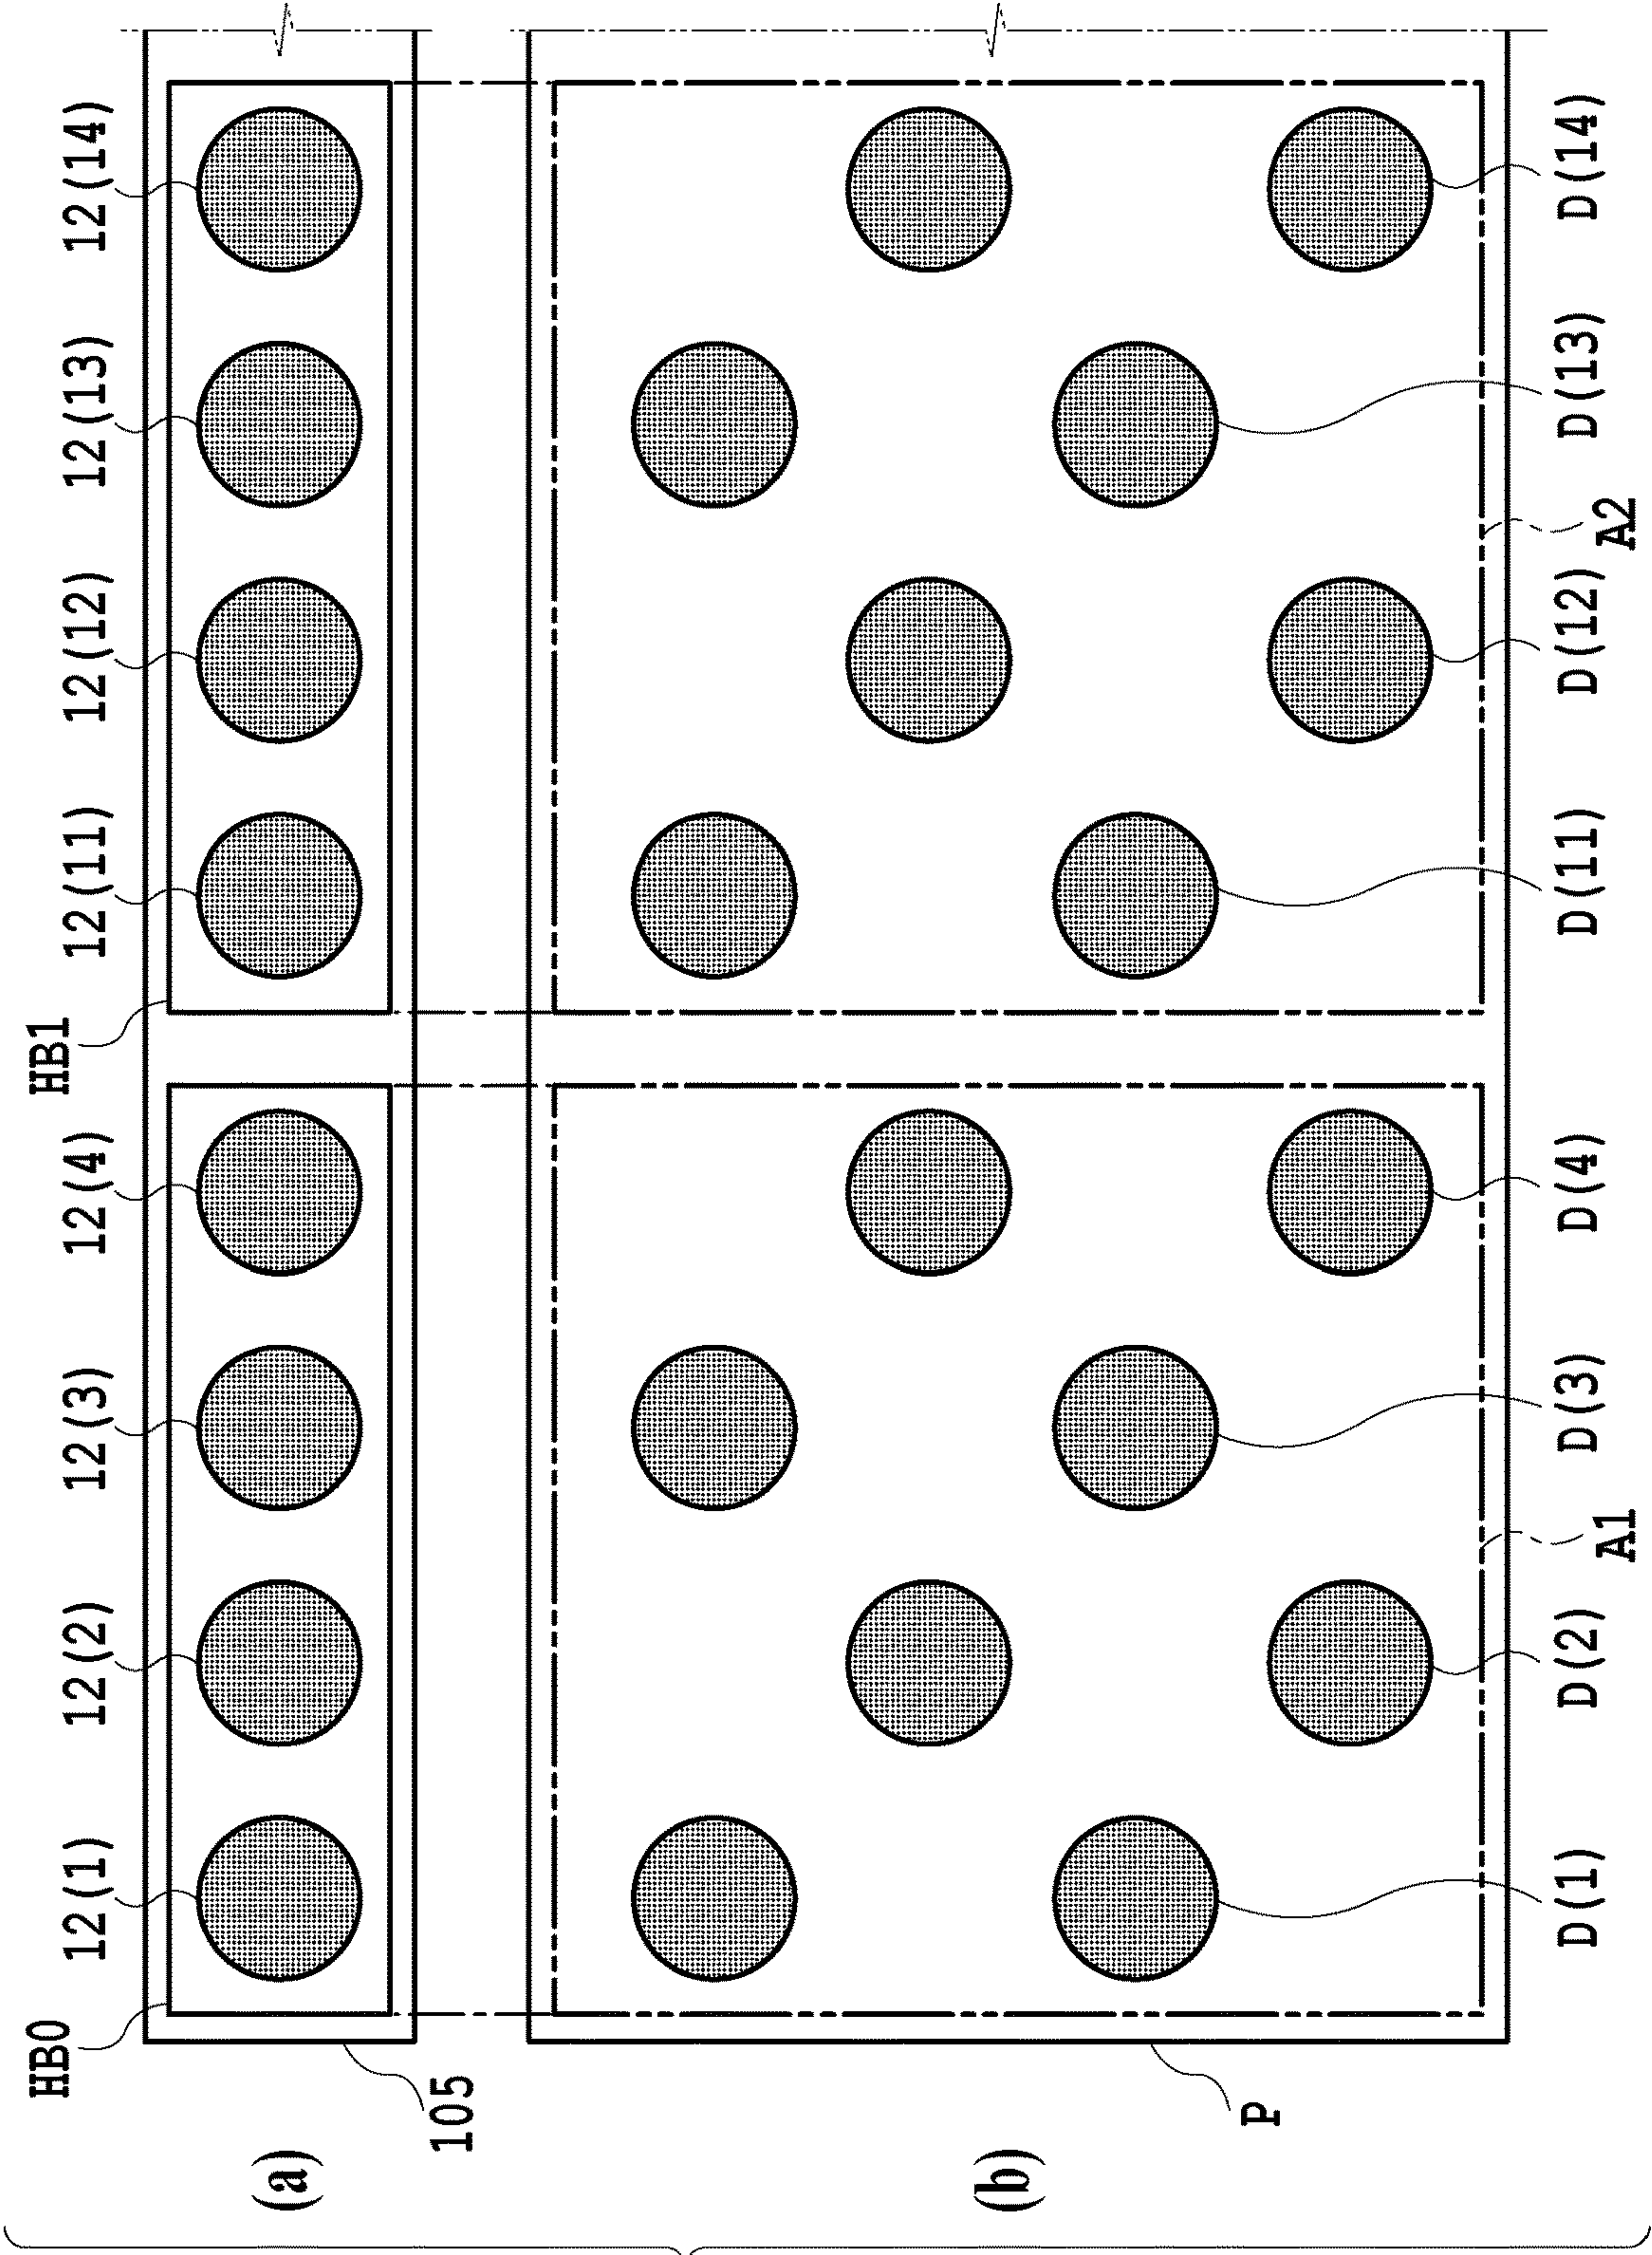 (a)
HB0
HB1
12(1)
12(2)
12(3)
12(4)
12(11)
12(12)
12(13)
12(14)
105
(b)
P
D(1)
D(2)
D(3)
D(4)
D(11)
D(12)
D(13)
D(14)
A1
A2